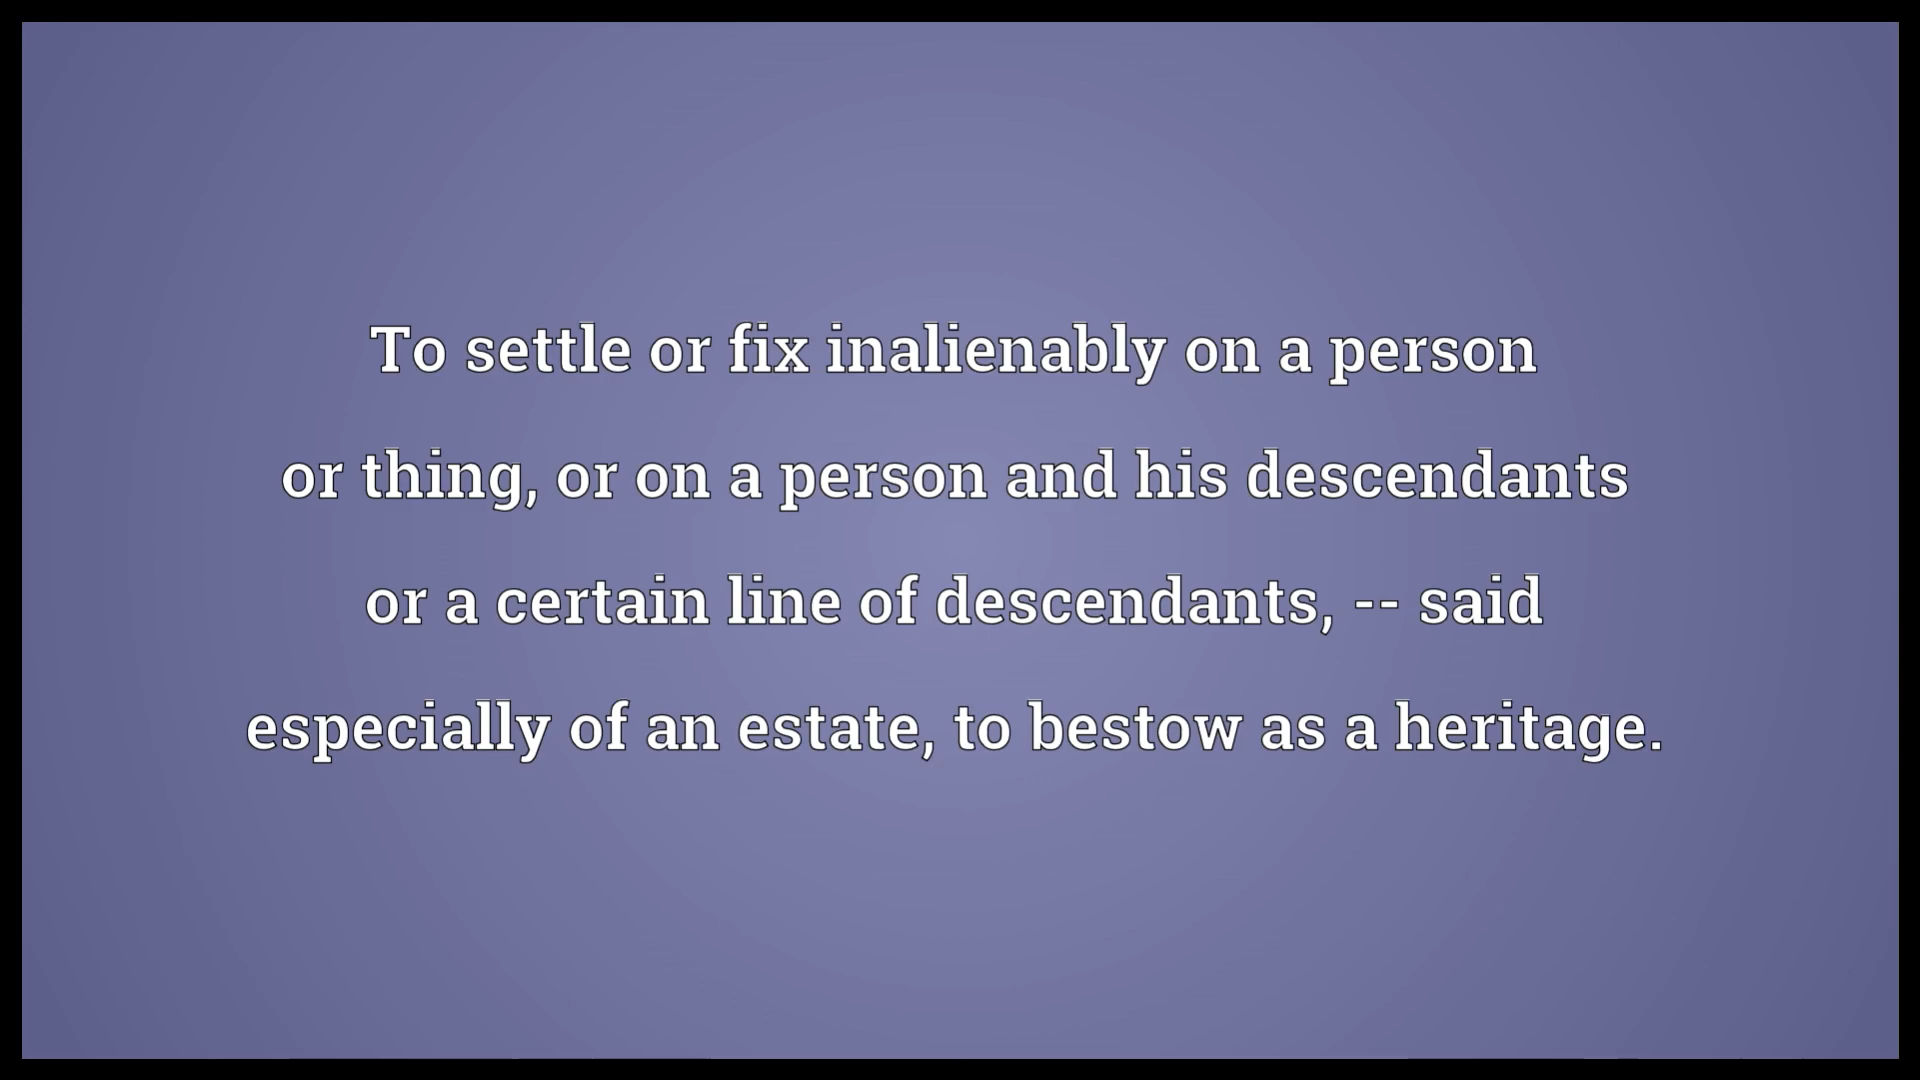 To settle or fix inalienably on a person
or thing, or on a person and his descendants
or a certain line of descendants, -- said
especially of an estate, to bestow as a heritage.